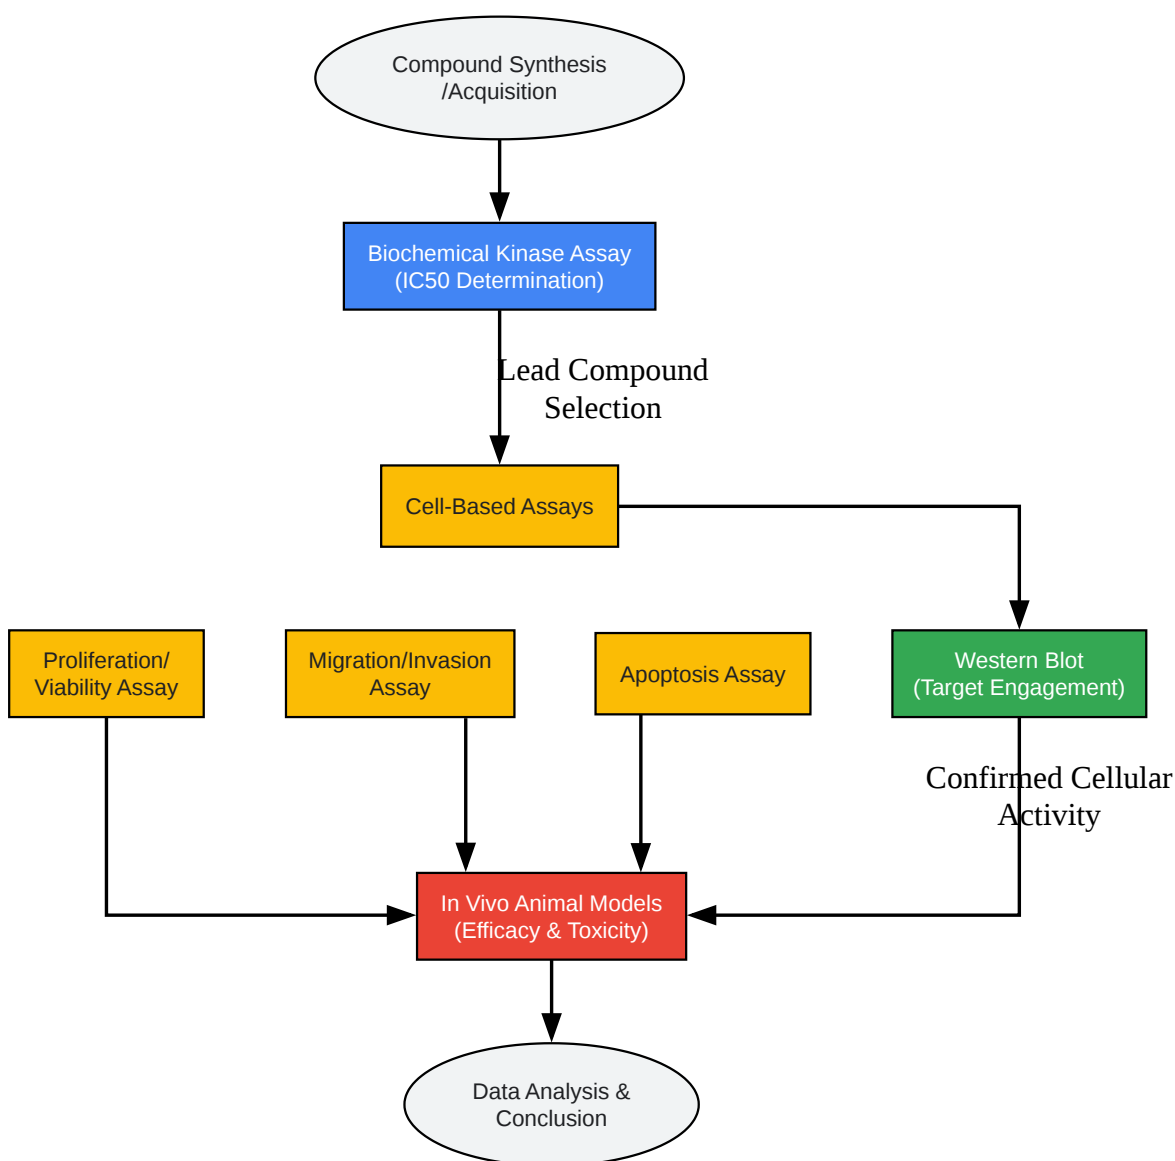 Compound Synthesis
/Acquisition
Biochemical Kinase Assay
(IC50 Determination)
Lead Compound
Selection
Cell-Based Assays
Proliferation/
Viability Assay
Migration/Invasion
Assay
Apoptosis Assay
Western Blot
(Target Engagement)
Confirmed Cellular
Activity
In Vivo Animal Models
(Efficacy & Toxicity)
Data Analysis &
Conclusion